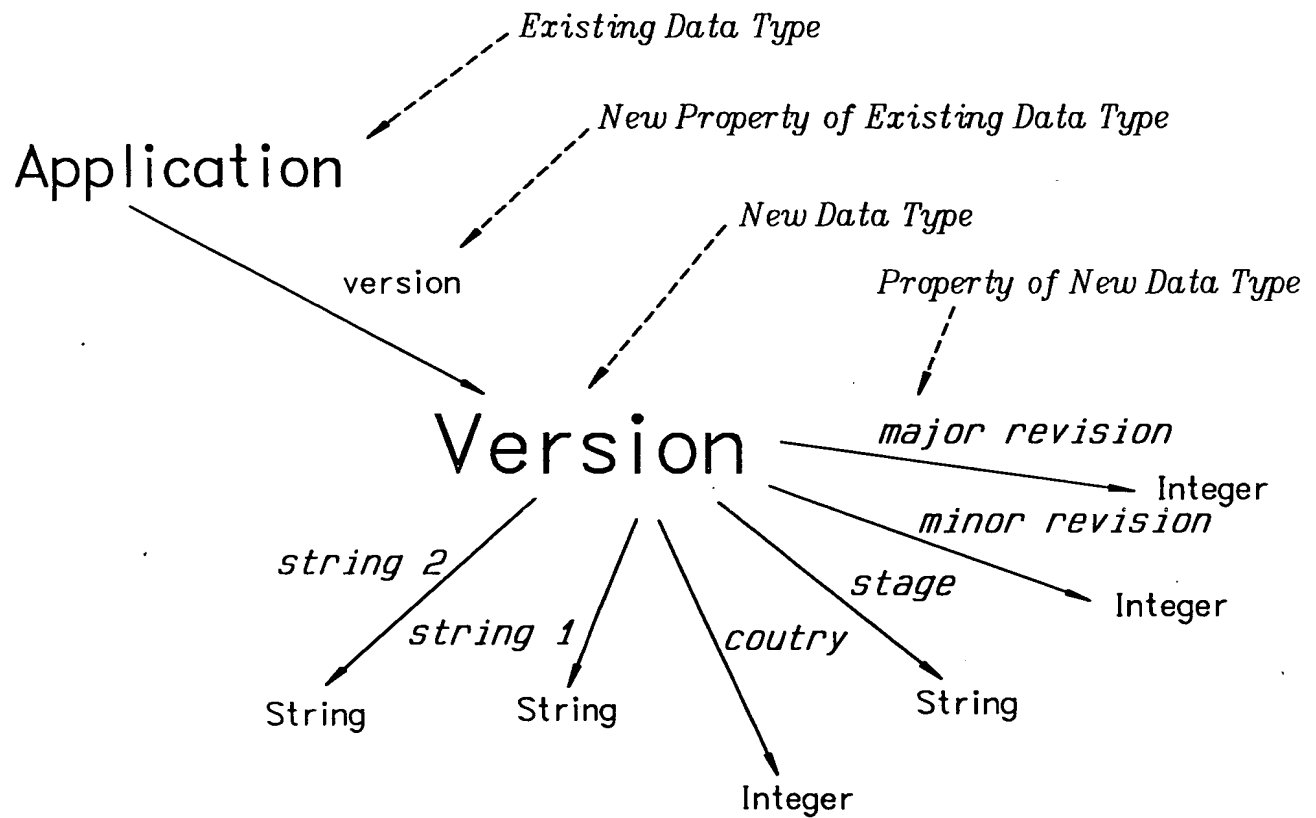 Existing Data Type
New Property of Existing Data Type
Application
New Data Type
version
Property of New Data Type
Version
major revision
Integer
minor revision
string 2
stage
Integer
string 1
coutry
String
String
String
Integer